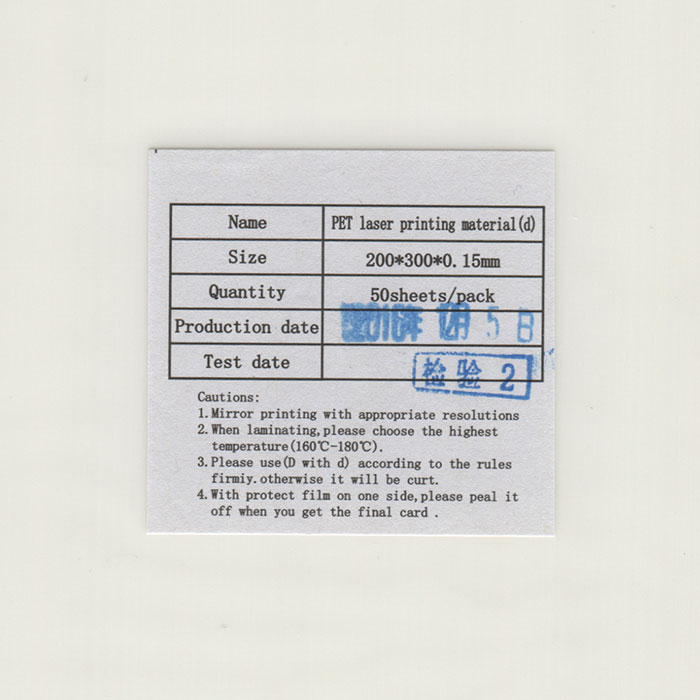 Name PET laser printing material(d)
Size 200*300*0.15mm
Quantity 50sheets/pack
Production date 5日
Test date 检验 2
Cautions:
1.Mirror printing with appropriate resolutions
2.When laminating,please choose the highest
temperature(160℃-180℃).
3.Please use(D with d) according to the rules
firmiy.otherwise it will be curt.
4.With protect film on one side,please peal it
off when you get the final card .